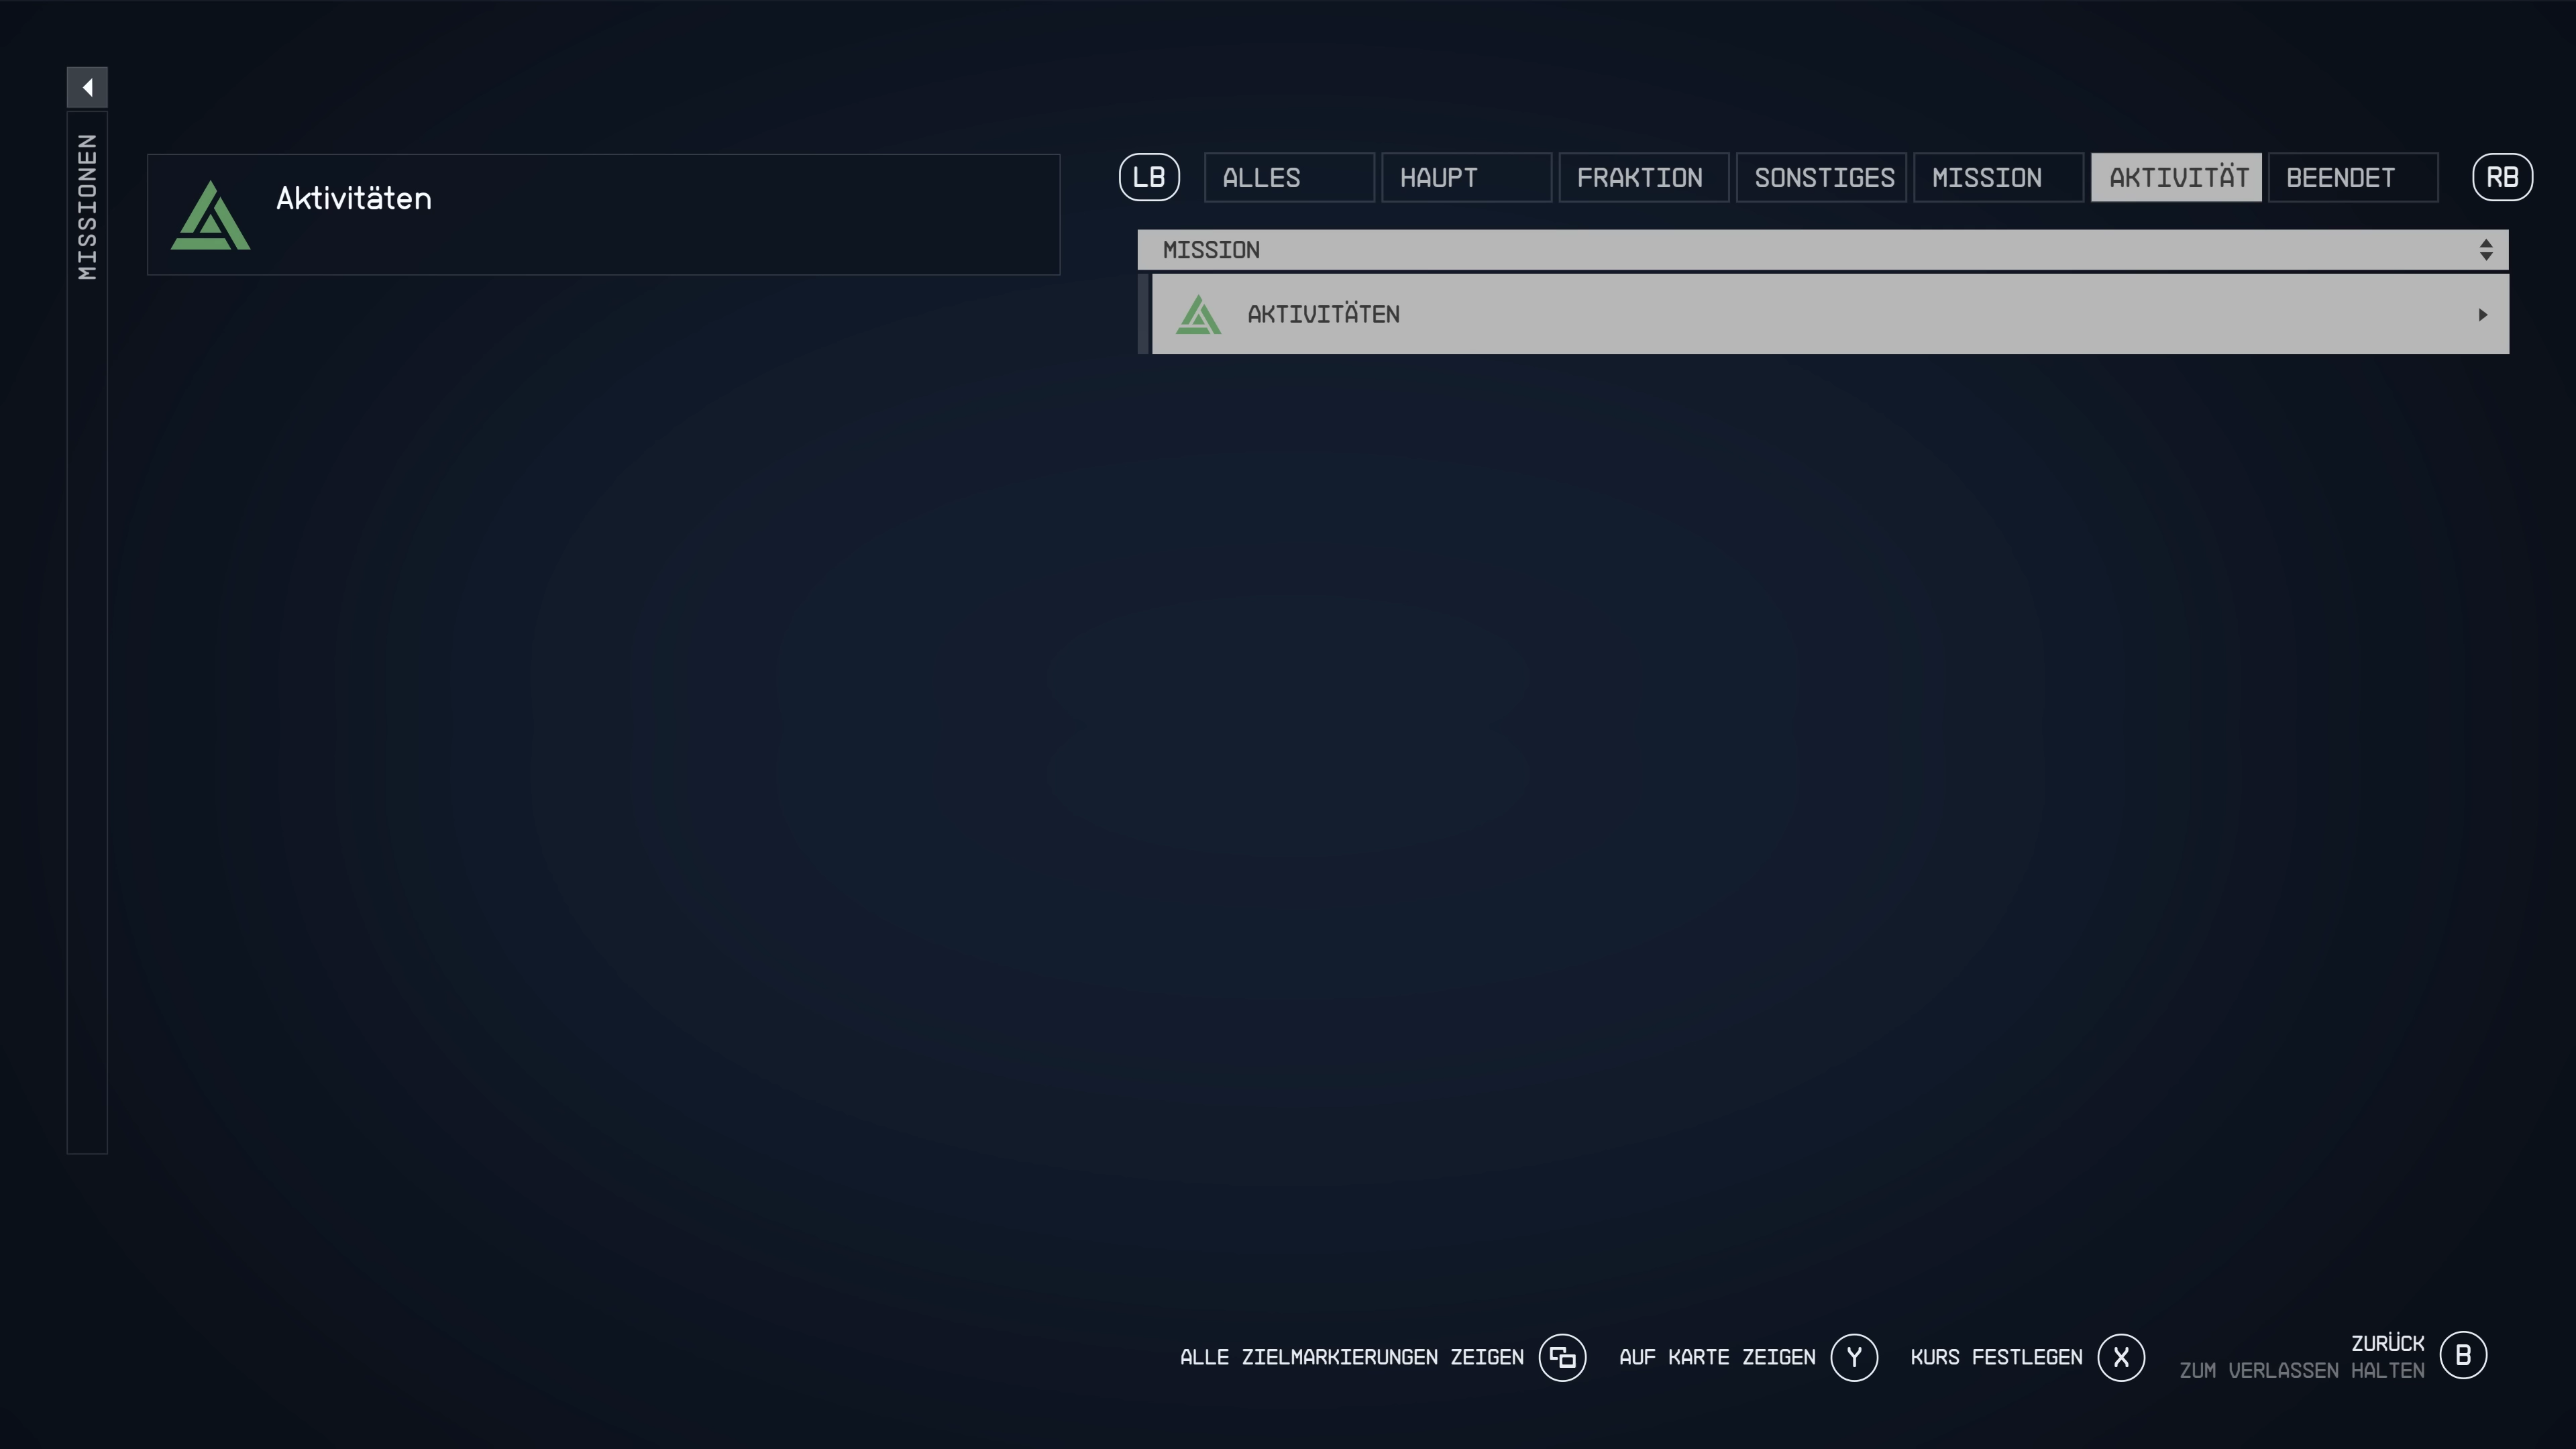 MISSIONEN
Aktivitäten
LB ALLES HAUPT FRAKTION SONSTIGES MISSION AKTIVITÄT BEENDET RB
MISSION
AKTIVITÄTEN
ALLE ZIELMARKIERUNGEN ZEIGEN AUF KARTE ZEIGEN Y KURS FESTLEGEN X ZURÜCK B
ZUM VERLASSEN HALTEN